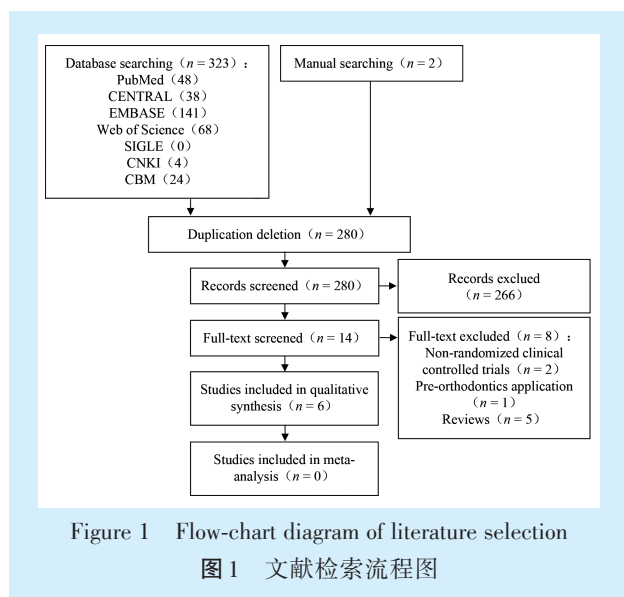 Database searching（n = 323）：
PubMed（48）
CENTRAL（38）
EMBASE（141）
Web of Science（68）
SIGLE（0）
CNKI（4）
CBM（24）
Manual searching（n = 2）
Duplication deletion（n = 280）
Records screened（n = 280）
Records exclued
（n = 266）
Full-text screened（n = 14）
Full-text excluded（n = 8）：
Non-randomized clinical
controlled trials（n = 2）
Pre-orthodontics application
（n = 1）
Reviews（n = 5）
Studies included in qualitative
synthesis（n = 6）
Studies included in meta-
analysis（n = 0）
Figure 1 Flow-chart diagram of literature selection
图1 文献检索流程图